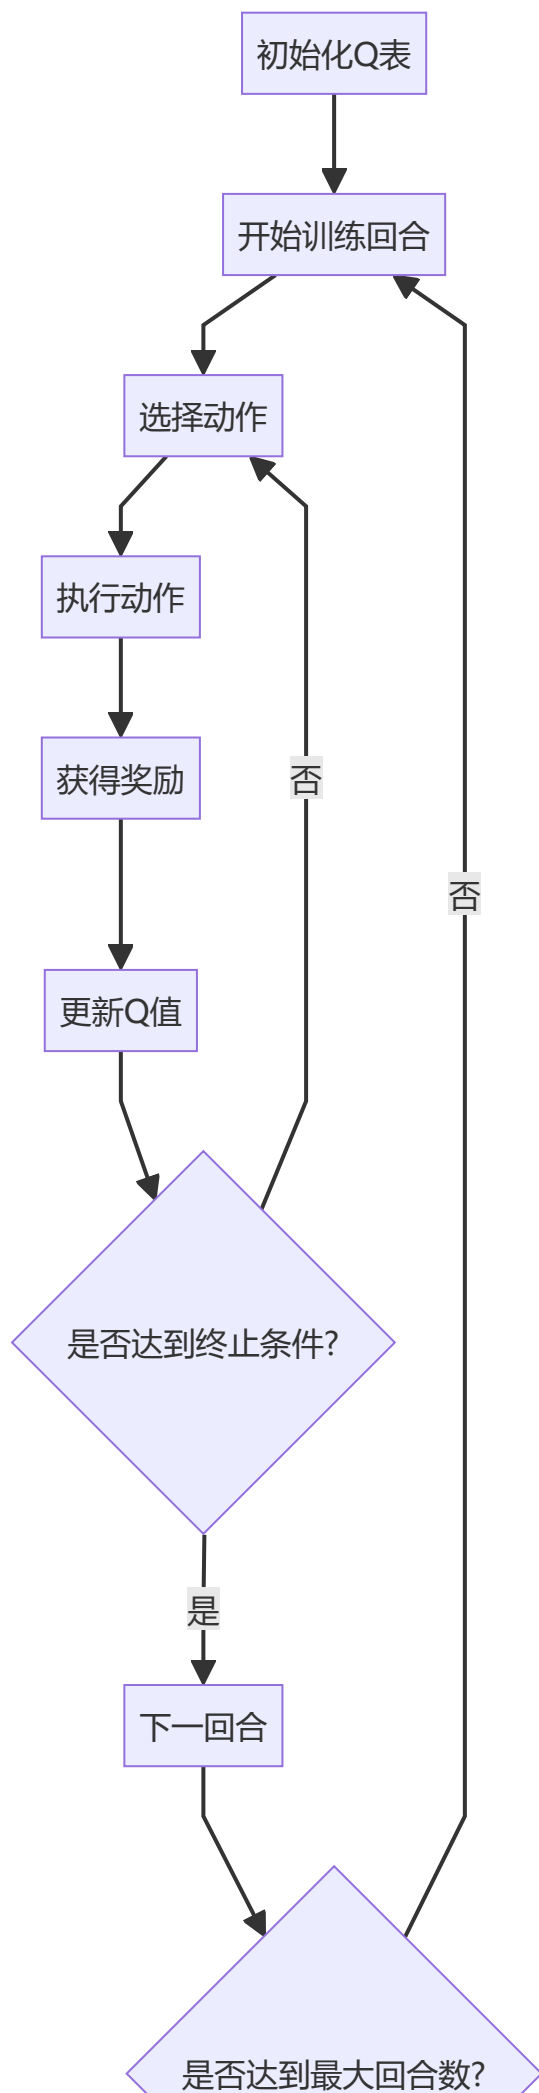 初始化Q表
开始训练回合
选择动作
执行动作
获得奖励
否
否
更新Q值
是否达到终止条件?
是
下一回合
是否达到最大回合数?